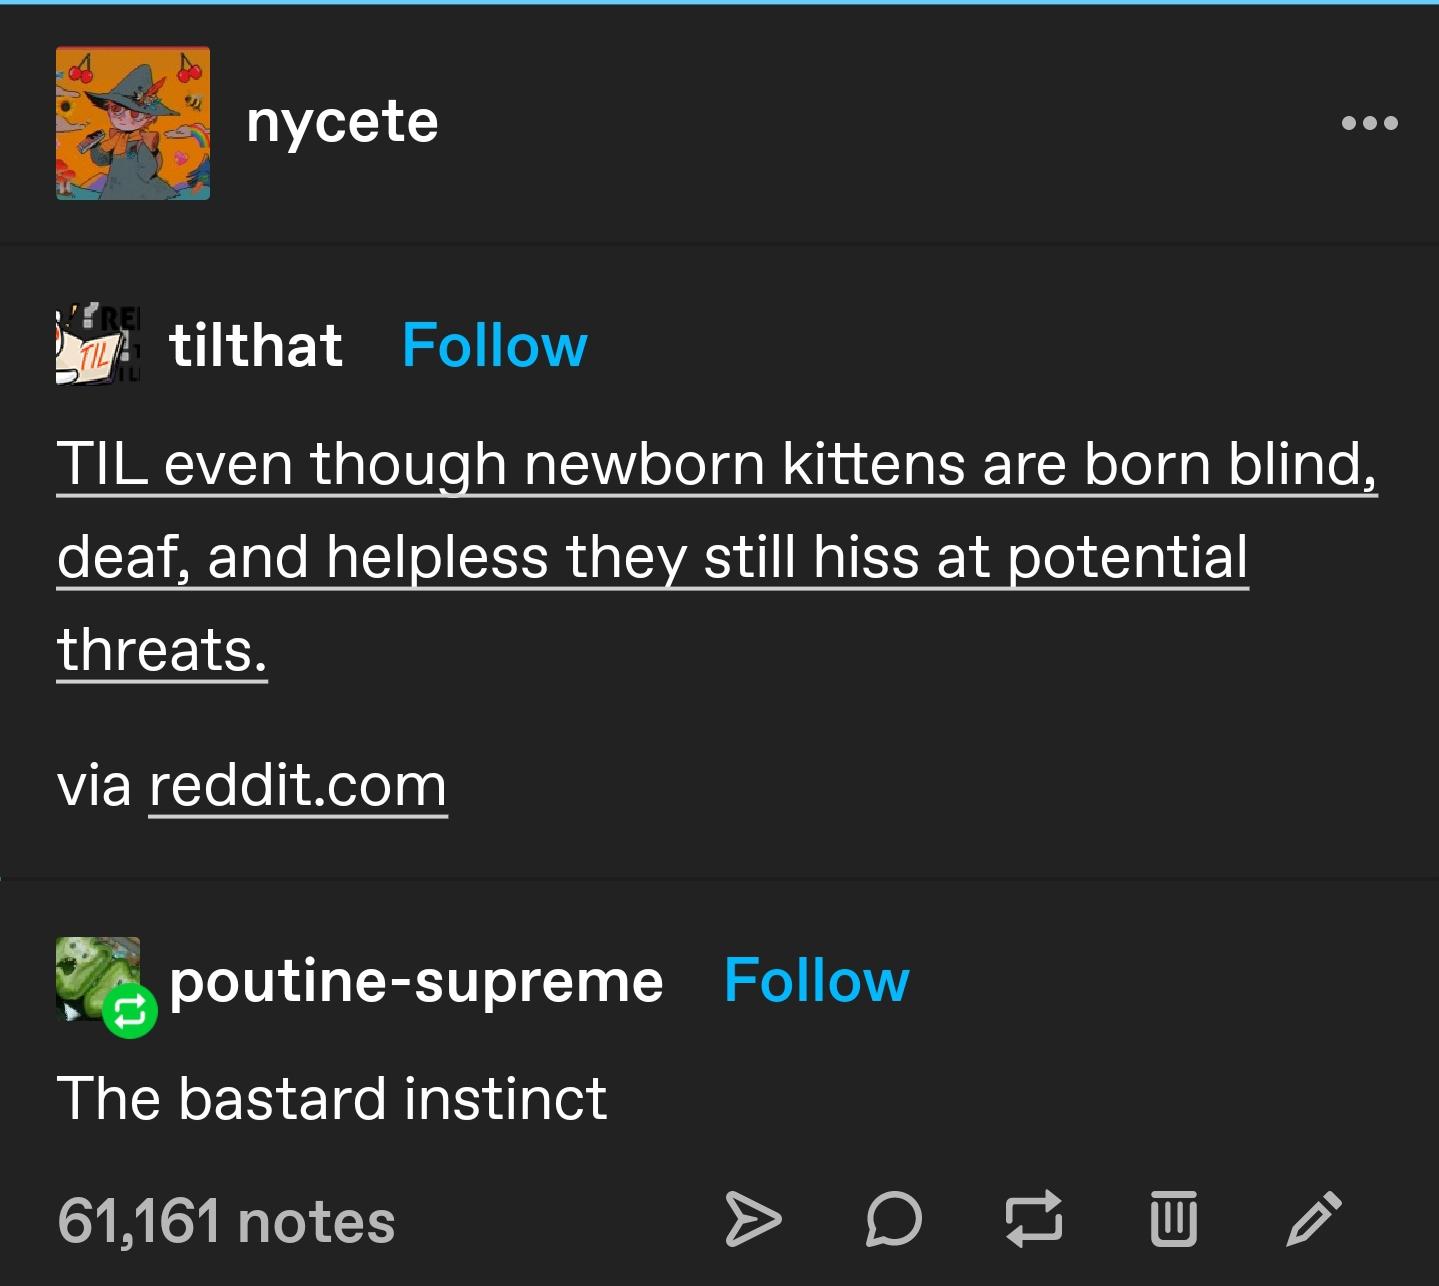 nycete
tilthat Follow
TIL even though newborn kittens are born blind,
deaf, and helpless they still hiss at potential
threats.
via reddit.com
poutine-supreme Follow
The bastard instinct
61,161 notes